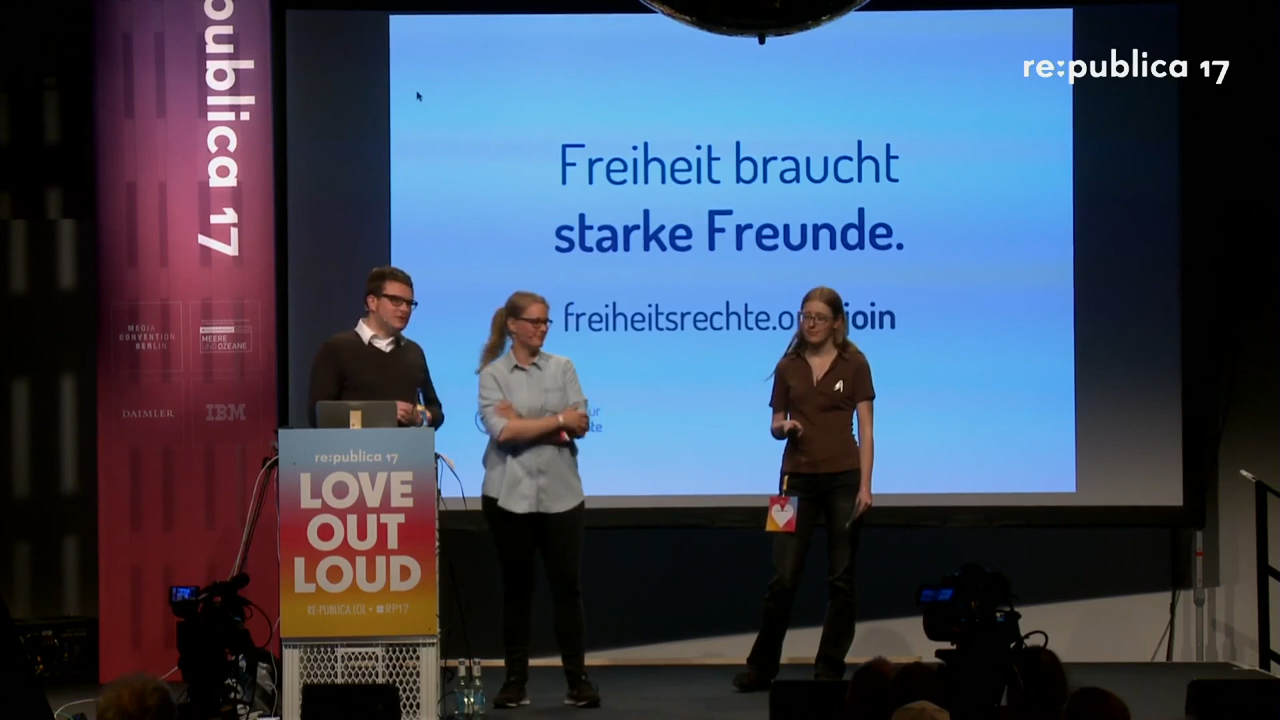 re:publica 17
publica 17
Freiheit braucht
starke Freunde.
freiheitsrechte.o join
MEDIA
CONVENTION
BERLIN
MEERE
UND OZEANE
DAIMLER
IBM
re:publica 17
LOVE
OUT
LOUD
RE-PUBLICA.LOL • #RP17